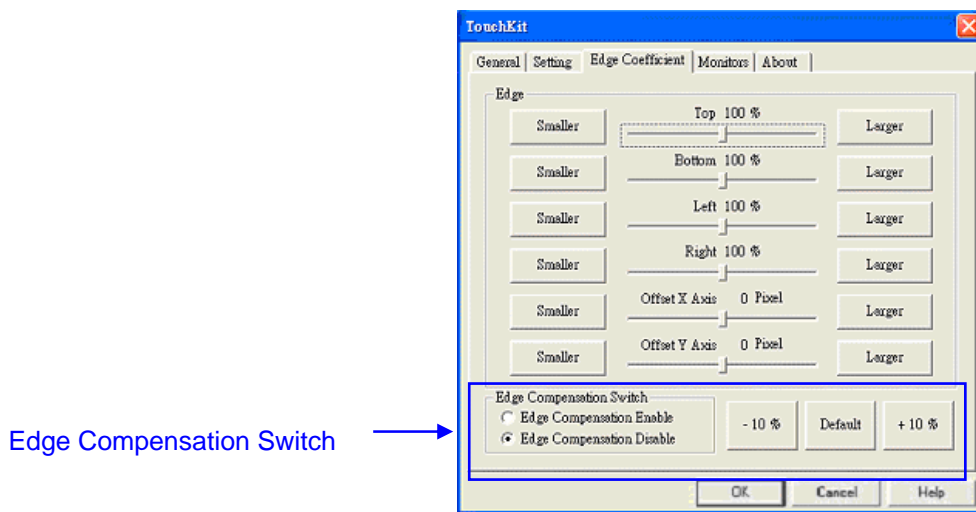 TouchKit
General Setting Edge Coefficient Monitors About
Edge
Top 100 %
Smaller Larger
Bottom 100 %
Smaller Larger
Left 100 %
Smaller Larger
Right 100 %
Smaller Larger
Offset X Axis 0 Pixel
Smaller Larger
Offset Y Axis 0 Pixel
Smaller Larger
Edge Compensation Switch
Edge Compensation Enable
Edge Compensation Disable
- 10 % Default + 10 %
Edge Compensation Switch
OK Cancel Help